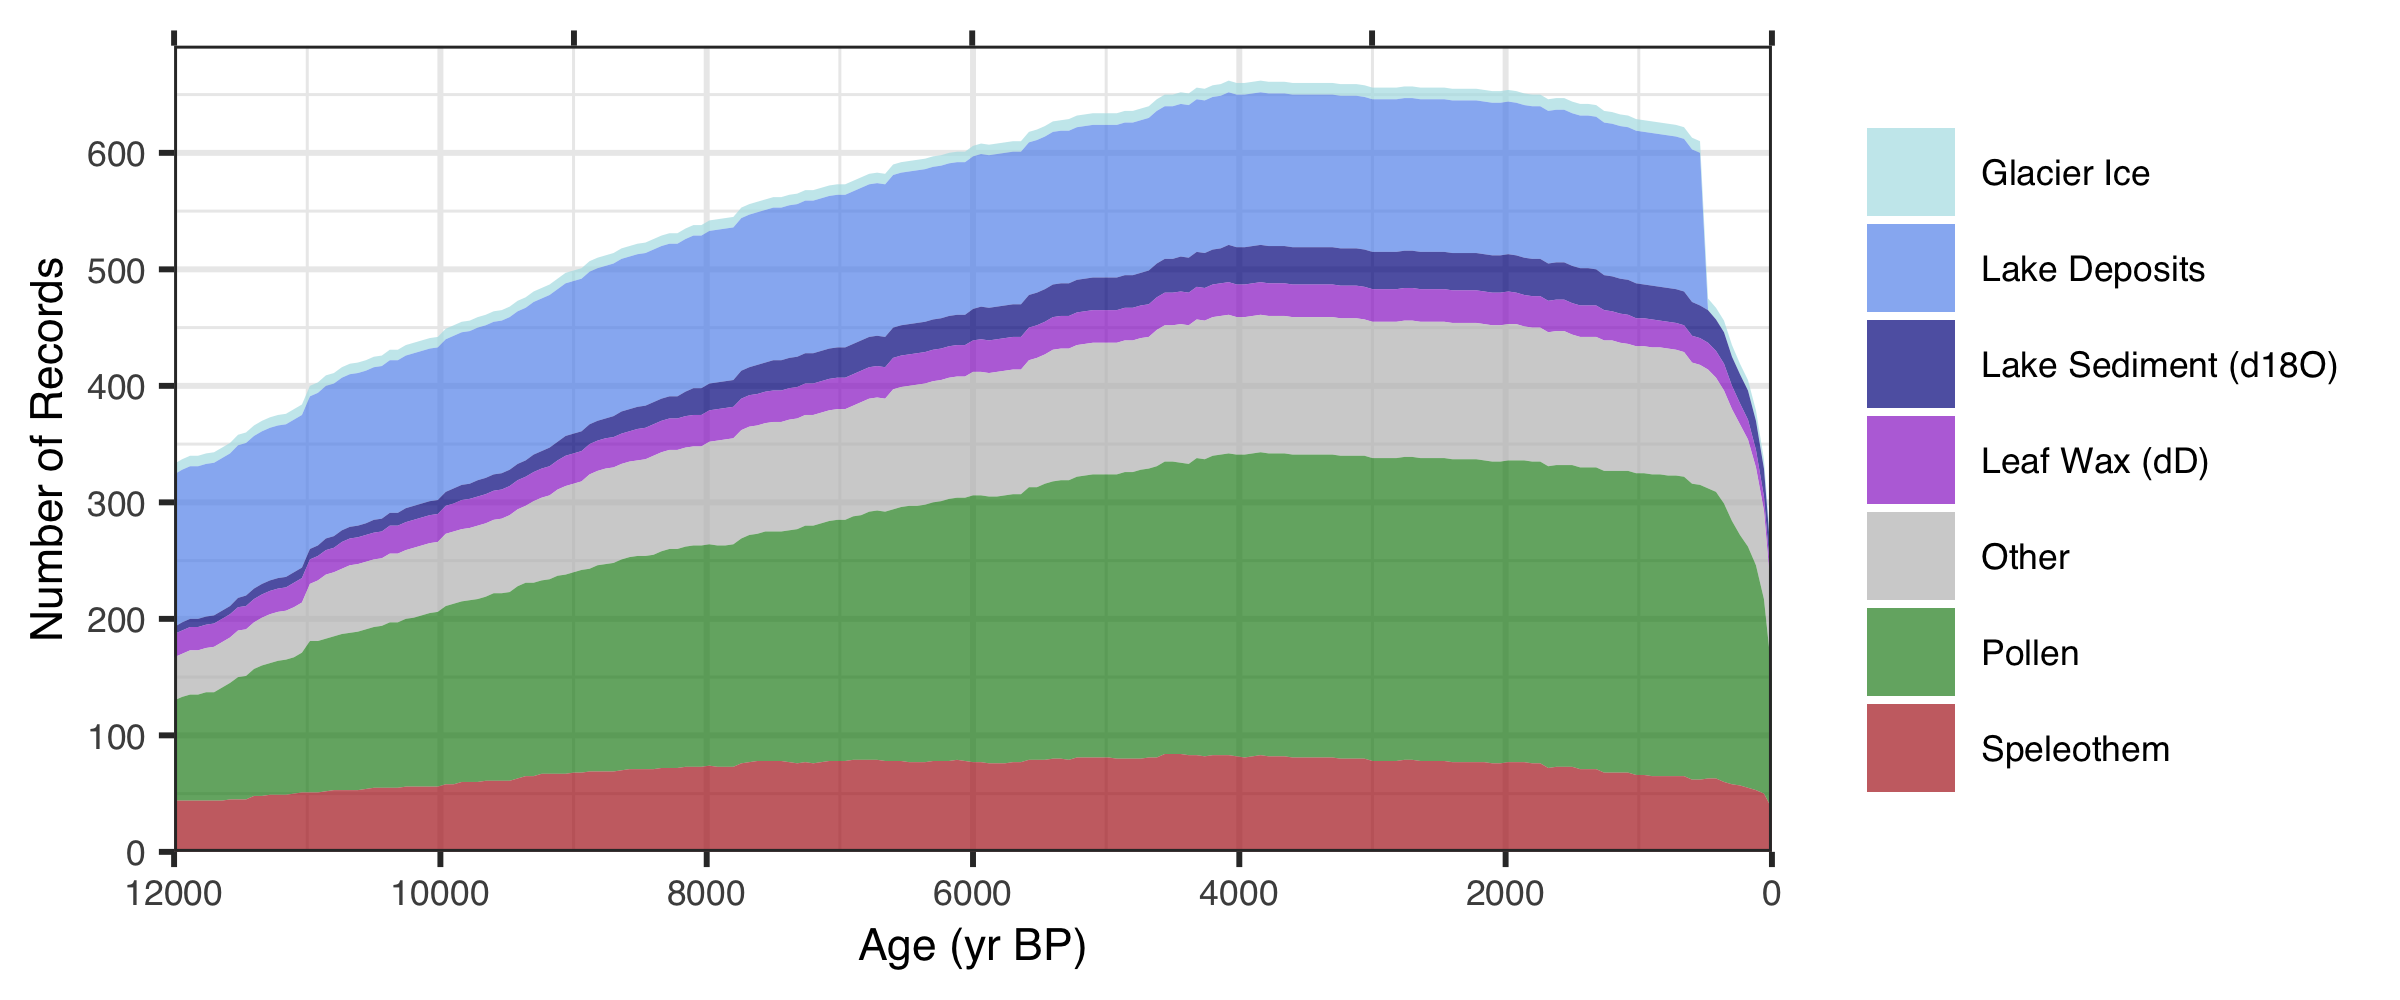 Number of Records
600
500
400
300
200
100
0
12000 10000 8000 6000 4000 2000 0
Age (yr BP)
Glacier Ice
Lake Deposits
Lake Sediment (d18O)
Leaf Wax (dD)
Other
Pollen
Speleothem